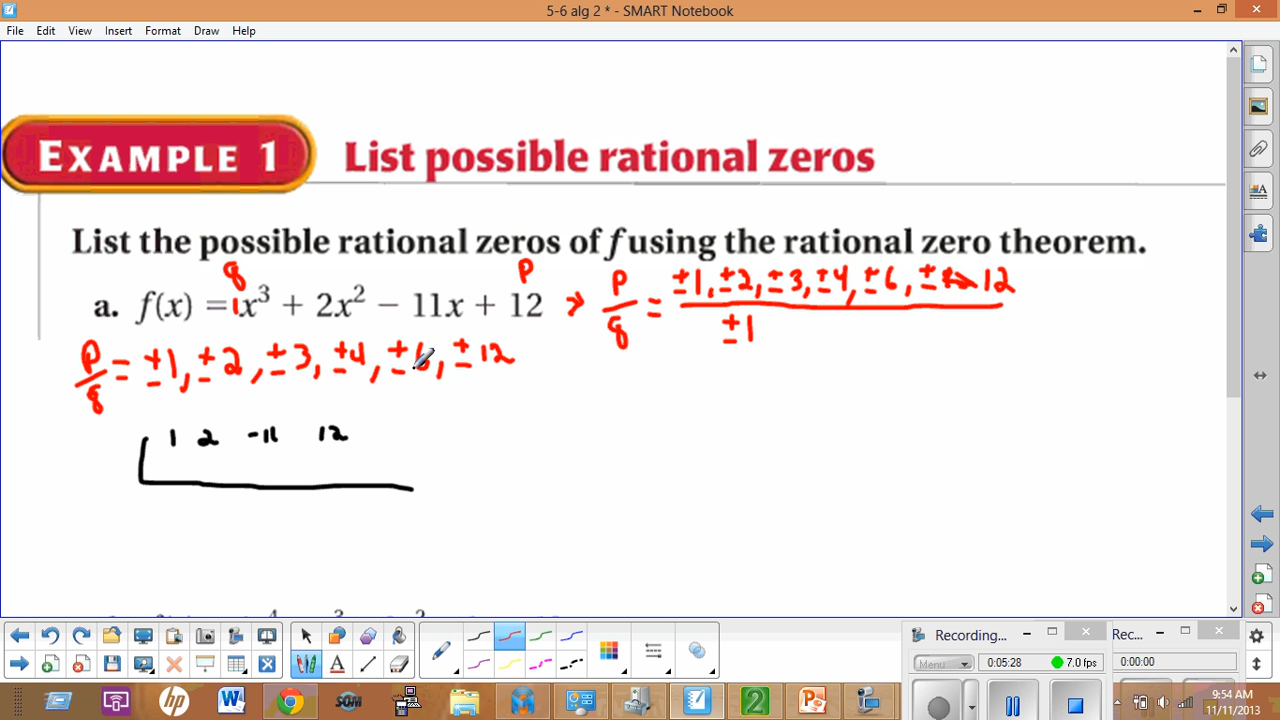 5-6 alg 2 * - SMART Notebook
File Edit View Insert Format Draw Help
EXAMPLE 1 List possible rational zeros
List the possible rational zeros of f using the rational zero theorem.
q p
a. f(x) = 1x³ + 2x² − 11x + 12 → p/q = ±1, ±2, ±3, ±4, ±6, ± 12 / ±1
p/q = ±1, ±2, ±3, ±4, ±6, ±12
1 2 -11 12
Recording...
Rec...
Menu 0:05:28 7.0 fps 0:00:00
9:54 AM
11/11/2013